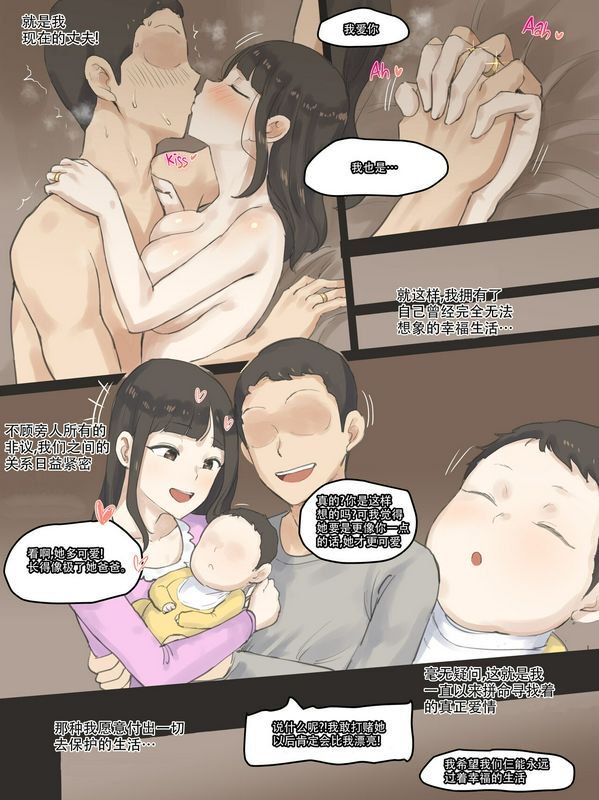 就是我
现在的丈夫!
我爱你
Aah
Ah
Kiss
我也是…
就这样,我拥有了
自己曾经完全无法
想象的幸福生活…
不顾旁人所有的
非议,我们之间的
关系日益紧密
真的?你是这样
想的吗?可我觉得
她要是更像你一点
的话,她才更可爱
看啊,她多可爱!
长得像极了她爸爸。
毫无疑问,这就是我
一直以来拼命寻找着
的真正爱情
那种我愿意付出一切
去保护的生活…
说什么呢?!我敢打赌她
以后肯定会比我漂亮!
我希望我们仨能永远
过着幸福的生活